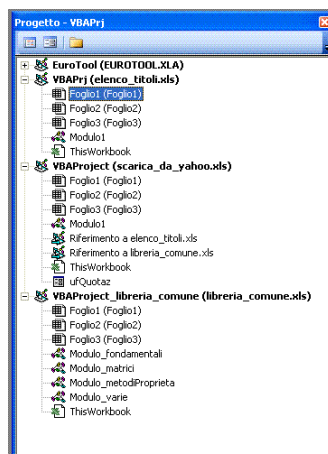 Progetto - VBAPrj
EuroTool (EUROTOOL.XLA)
VBAPrj (elenco_titoli.xls)
Foglio1 (Foglio1)
Foglio2 (Foglio2)
Foglio3 (Foglio3)
Modulo1
ThisWorkbook
VBAProject (scarica_da_yahoo.xls)
Foglio1 (Foglio1)
Foglio2 (Foglio2)
Foglio3 (Foglio3)
Modulo1
Riferimento a elenco_titoli.xls
Riferimento a libreria_comune.xls
ThisWorkbook
ufQuotaz
VBAProject_libreria_comune (libreria_comune.xls)
Foglio1 (Foglio1)
Foglio2 (Foglio2)
Foglio3 (Foglio3)
Modulo_fondamentali
Modulo_matrici
Modulo_metodiProprieta
Modulo_varie
ThisWorkbook